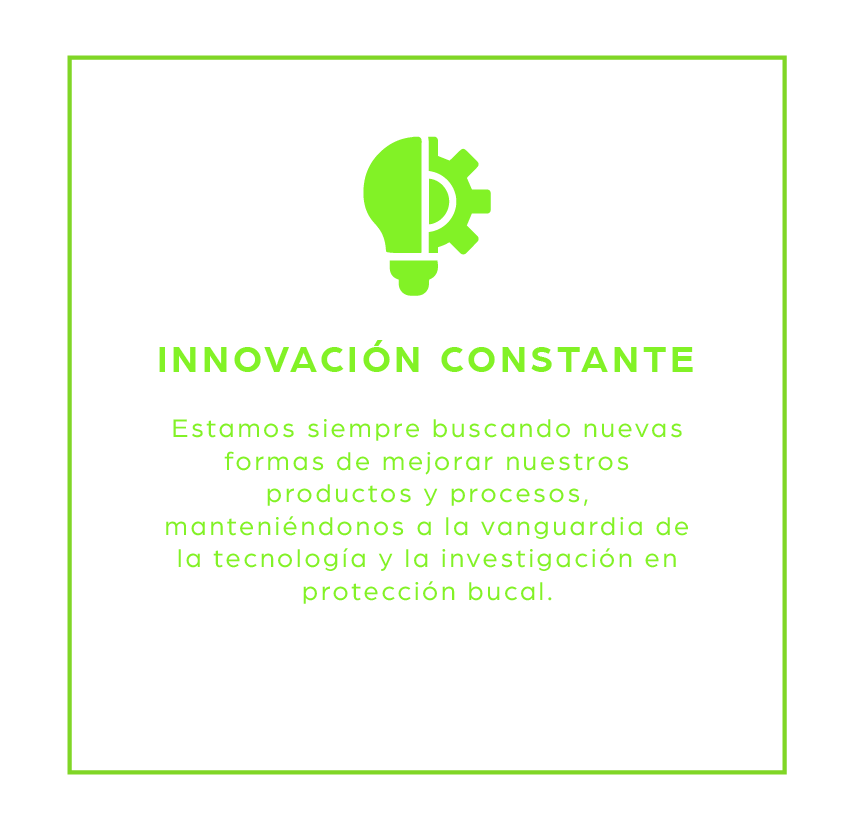 INNOVACIÓN CONSTANTE
Estamos siempre buscando nuevas
formas de mejorar nuestros
productos y procesos,
manteniéndonos a la vanguardia de
la tecnología y la investigación en
protección bucal.